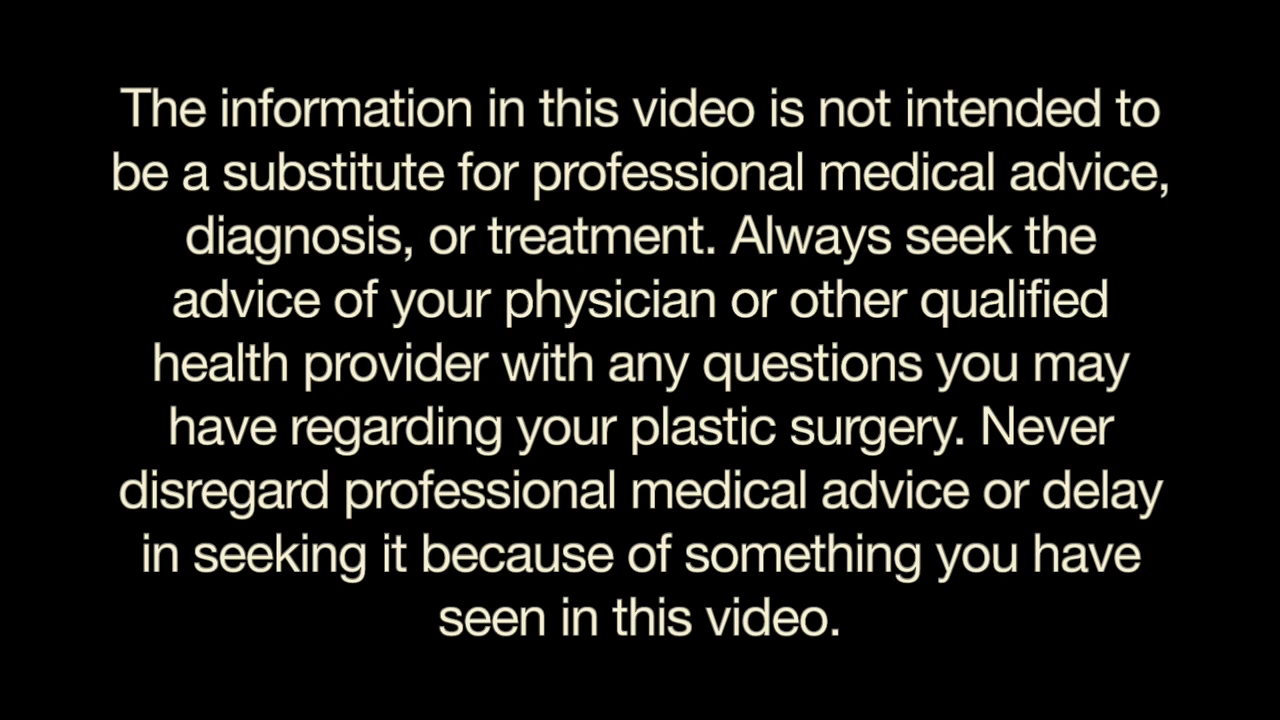 The information in this video is not intended to
be a substitute for professional medical advice,
diagnosis, or treatment. Always seek the
advice of your physician or other qualified
health provider with any questions you may
have regarding your plastic surgery. Never
disregard professional medical advice or delay
in seeking it because of something you have
seen in this video.